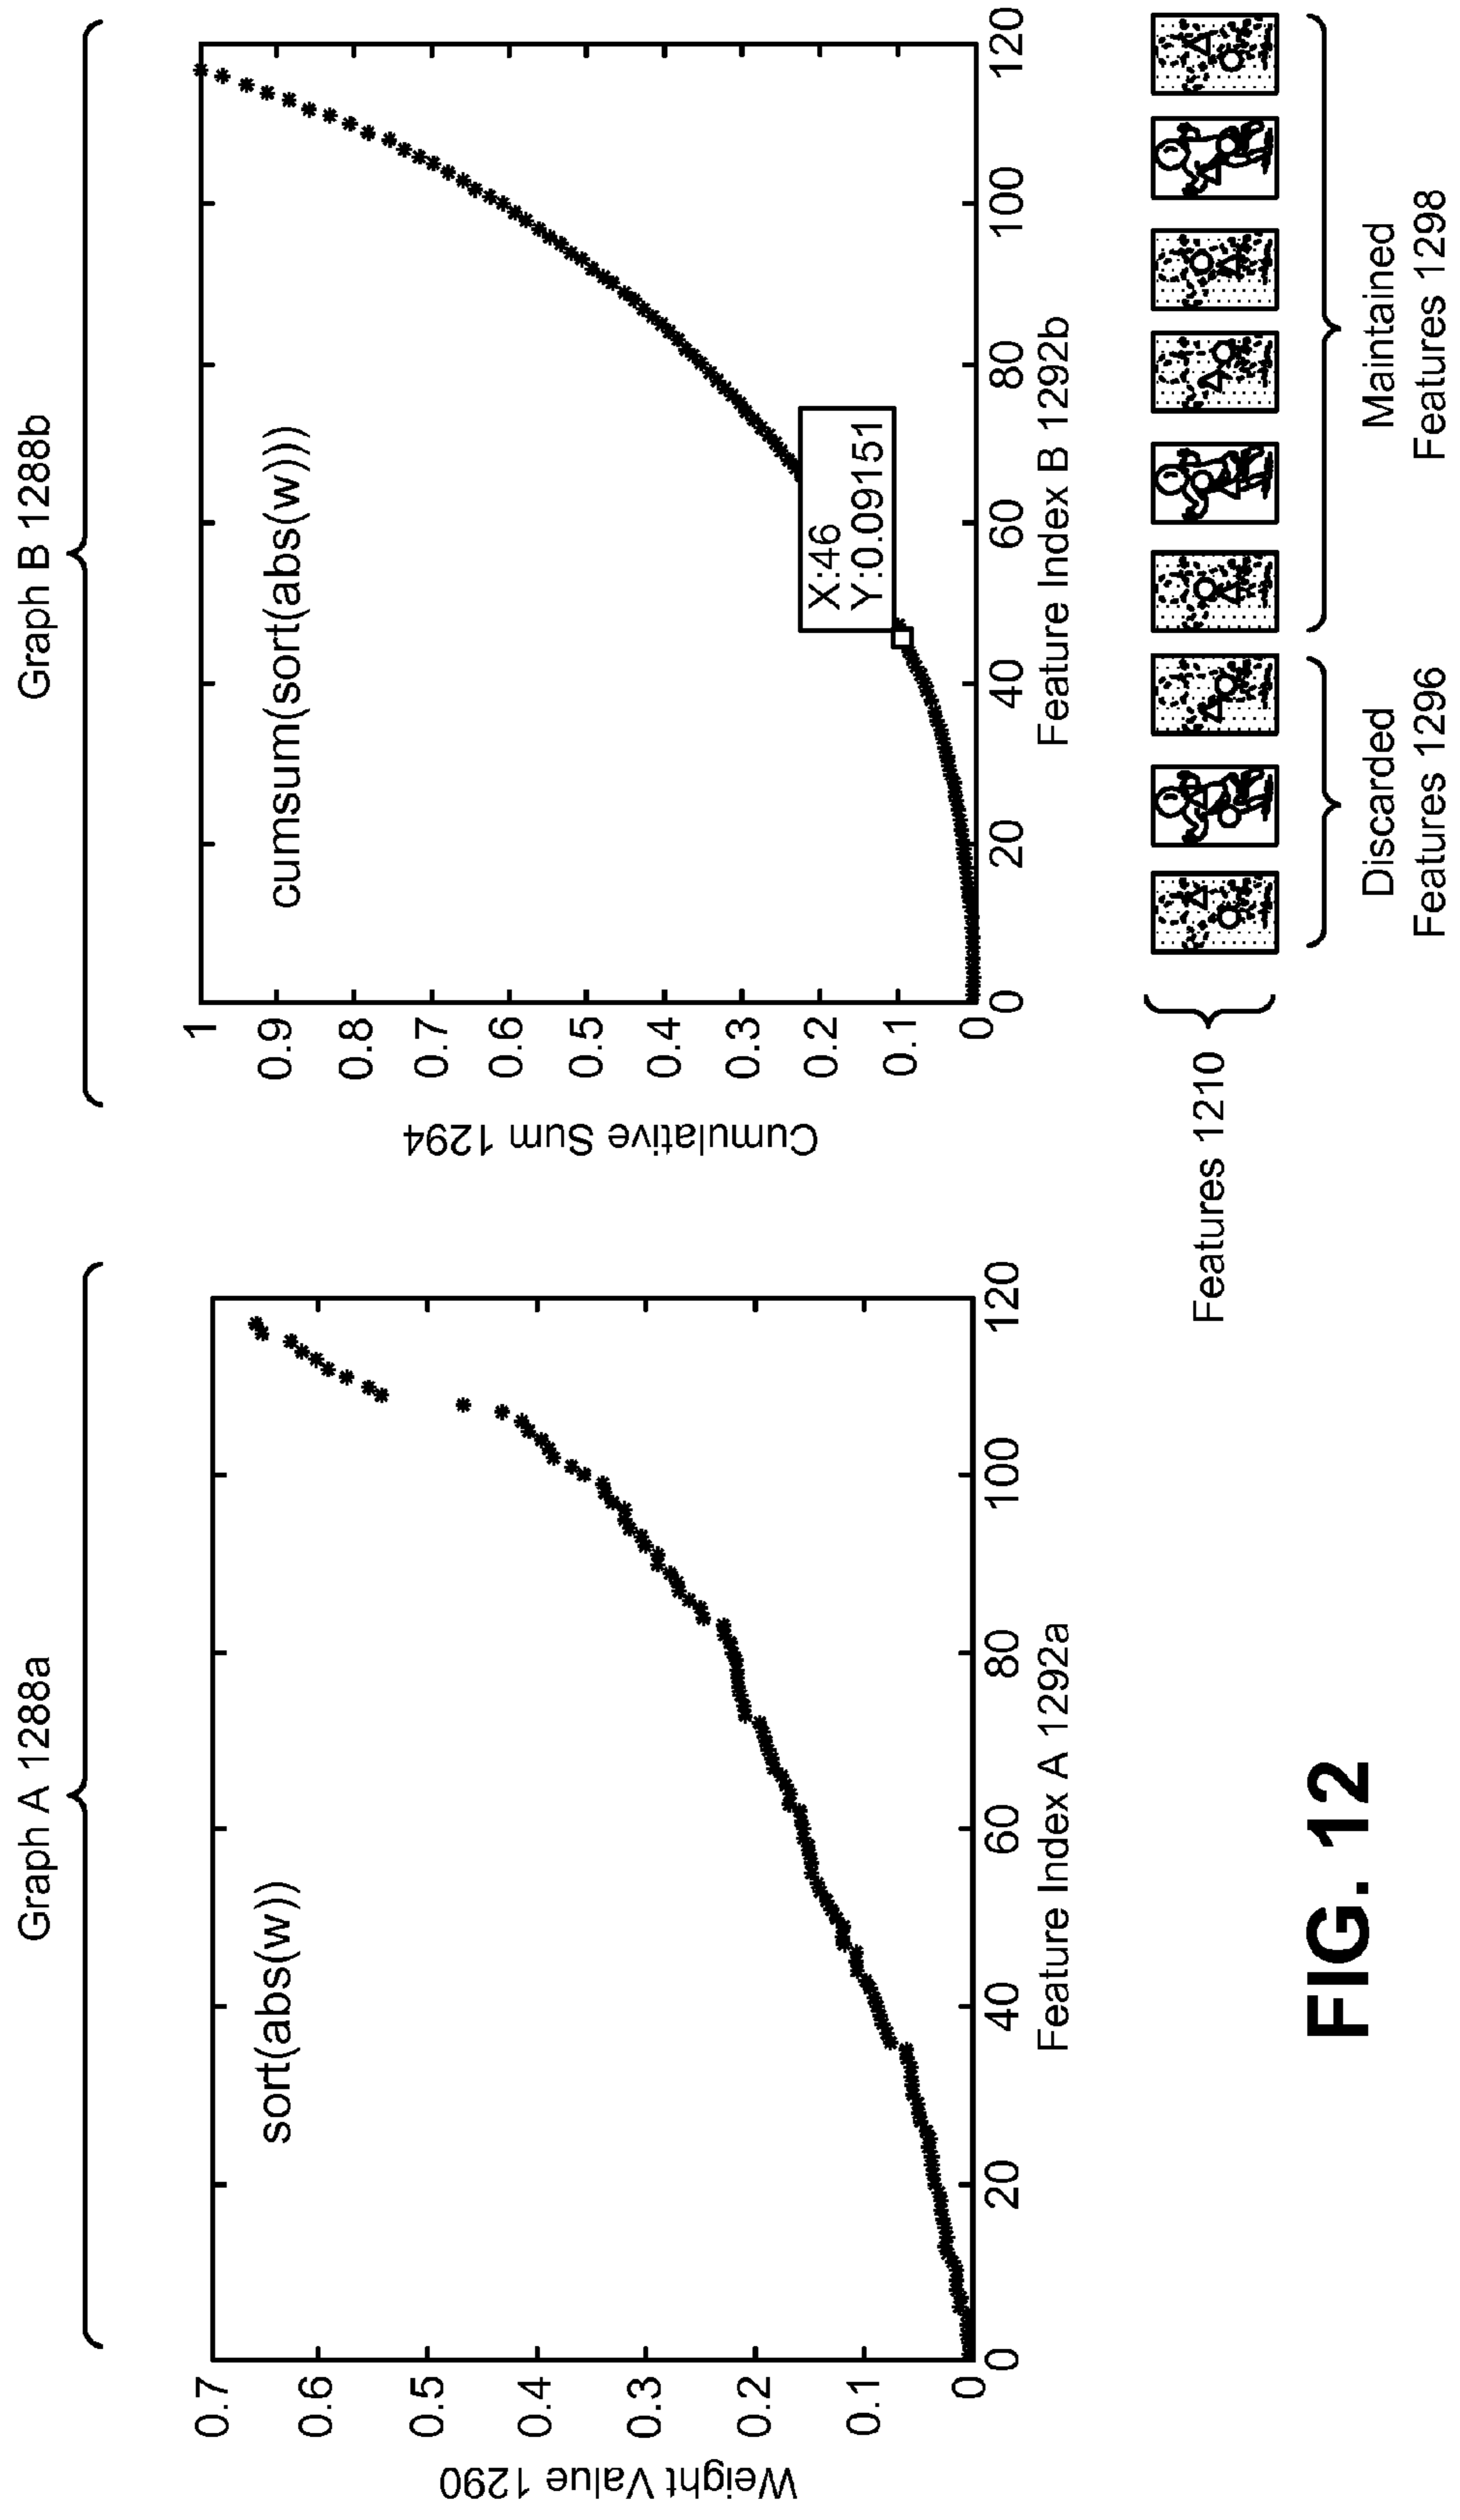 Graph A 1288a
sort(abs(w))
Weight Value 1290
0.7
0.6
0.5
0.4
0.3
0.2
0.1
0
0 20 40 60 80 100 120
Feature Index A 1292a
Graph B 1288b
cumsum(sort(abs(w)))
Cumulative Sum 1294
1
0.9
0.8
0.7
0.6
0.5
0.4
0.3
0.2
0.1
0
X:46
Y:0.09151
0 20 40 60 80 100 120
Feature Index B 1292b
Features 1210
Discarded
Features 1296
Maintained
Features 1298
FIG. 12